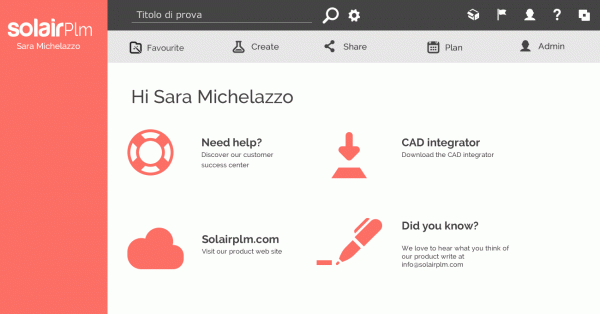 Titolo di prova
solairPlm
Sara Michelazzo
Favourite
Create
Share
Plan
Admin
Hi Sara Michelazzo
Need help?
Discover our customer
success center
CAD integrator
Download the CAD integrator
Solairplm.com
Visit our product web site
Did you know?
We love to hear what you think of
our product write at
info@solairplm.com